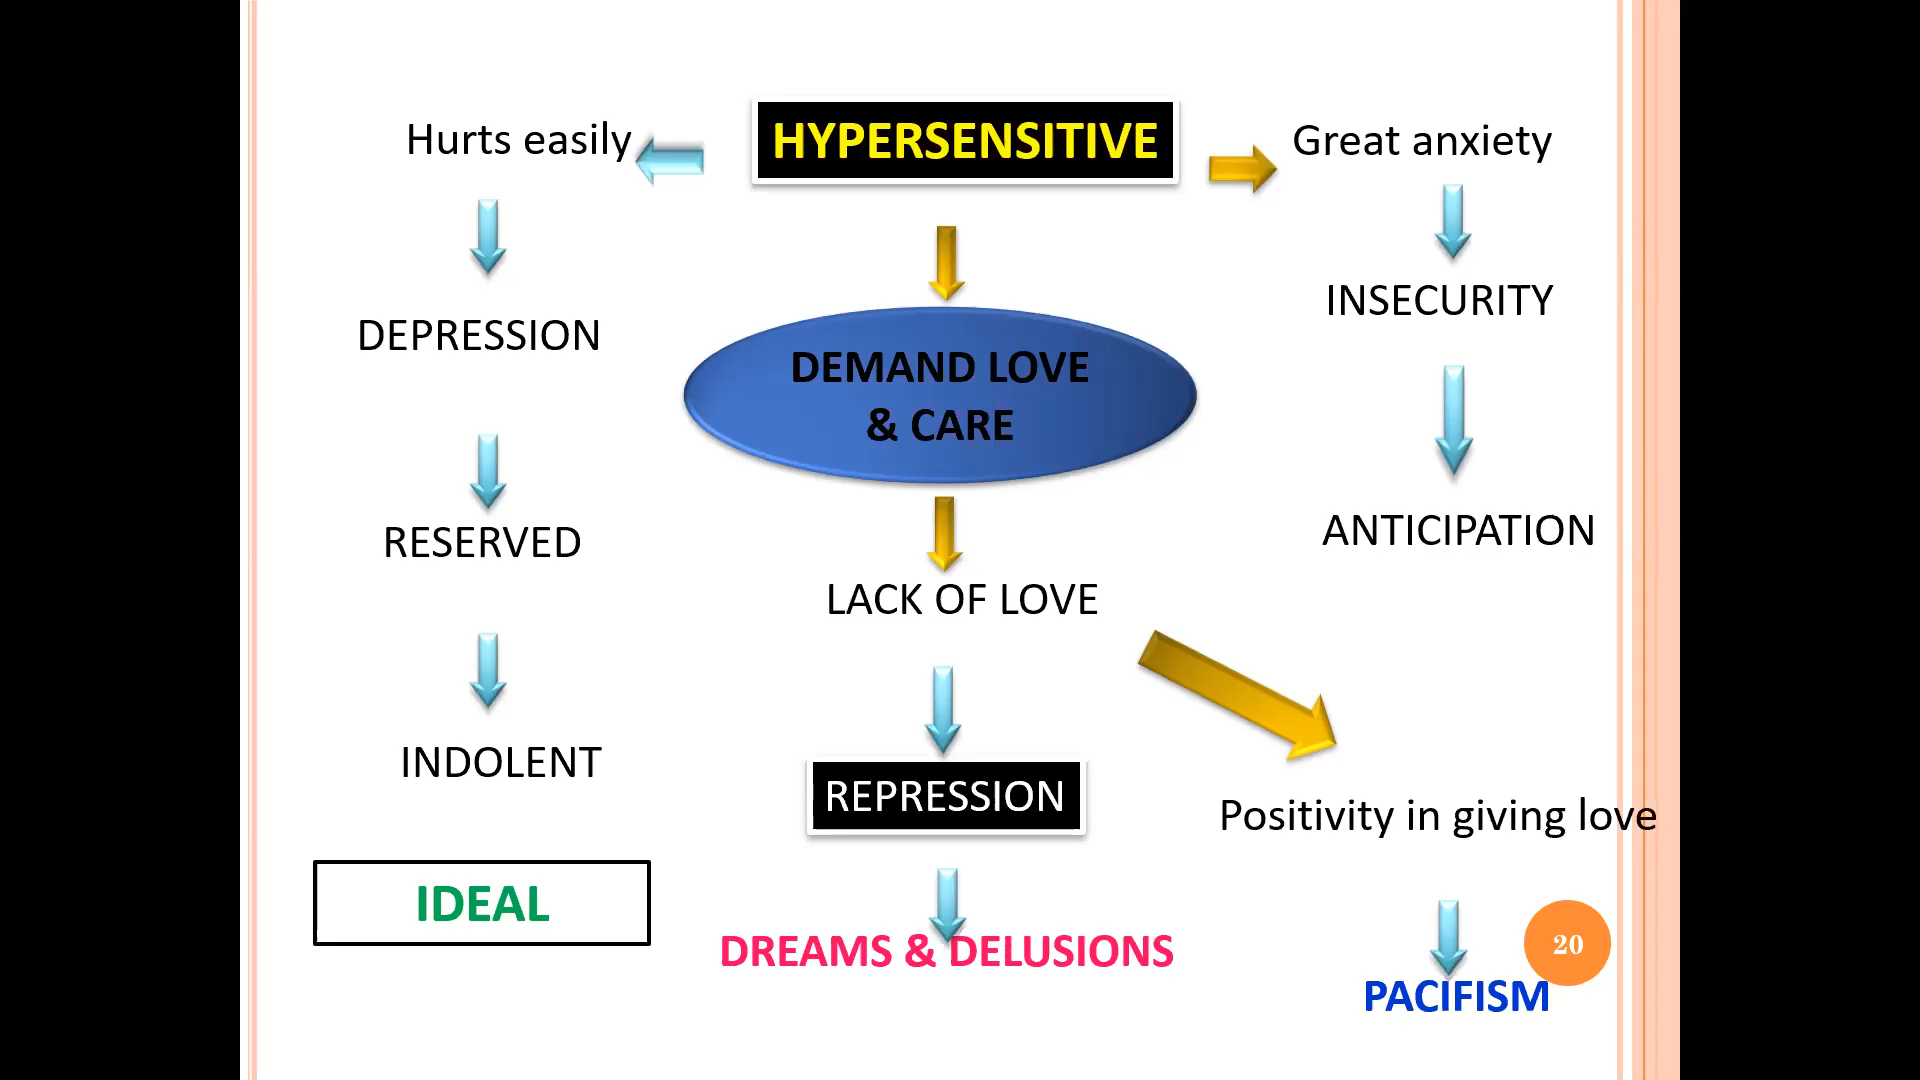 Hurts easily
HYPERSENSITIVE
Great anxiety
INSECURITY
DEPRESSION
DEMAND LOVE
& CARE
RESERVED
ANTICIPATION
LACK OF LOVE
INDOLENT
REPRESSION
Positivity in giving love
IDEAL
DREAMS & DELUSIONS
20
PACIFISM